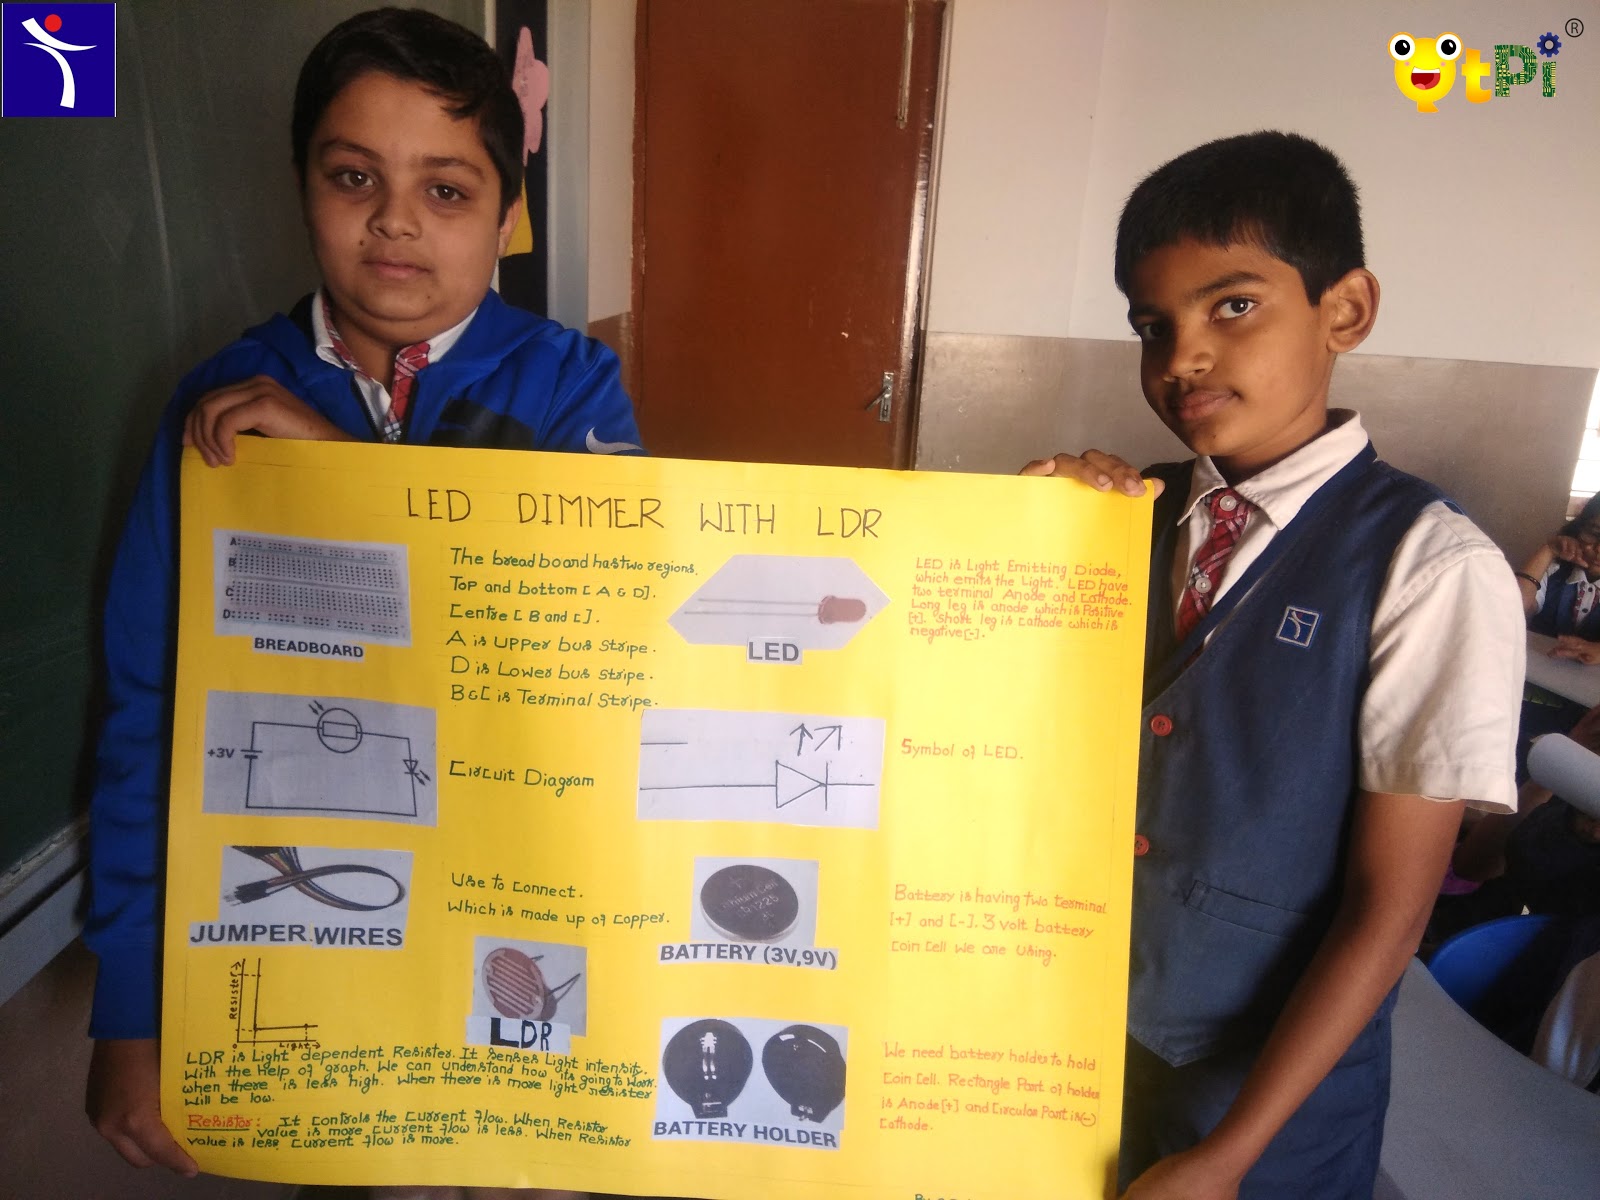 QtPi®
LED DIMMER WITH LDR
A
B
C
D
BREADBOARD
The breadboard has two regions.
Top and bottom [A & D].
Centre [B and C].
A is Upper bus stripe.
D is Lower bus stripe.
B&C is Terminal Stripe.
LED
LED is Light Emitting Diode,
which emits the Light. LED have
two terminal Anode and Cathode.
Long leg is anode which is Positive
[+]. Short leg is cathode which is
negative[-].
+3V
Circuit Diagram
Symbol of LED.
JUMPER WIRES
Use to connect.
Which is made up of copper.
BATTERY (3V,9V)
Battery is having two terminal
[+] and [-]. 3 volt battery
coin cell we are using.
Resister→
0
Light→
LDR
LDR is Light dependent Resister. It senses Light intensity.
With the help of graph. We can understand how its going to work.
when there is less high. When there is more light resister
will be low.
Resistor: It controls the current flow. When Resistor
value is more current flow is less. When Resistor
value is less current flow is more.
BATTERY HOLDER
We need battery holder to hold
Coin Cell. Rectangle Part of holder
is Anode[+] and Circular Part is(-)
Cathode.